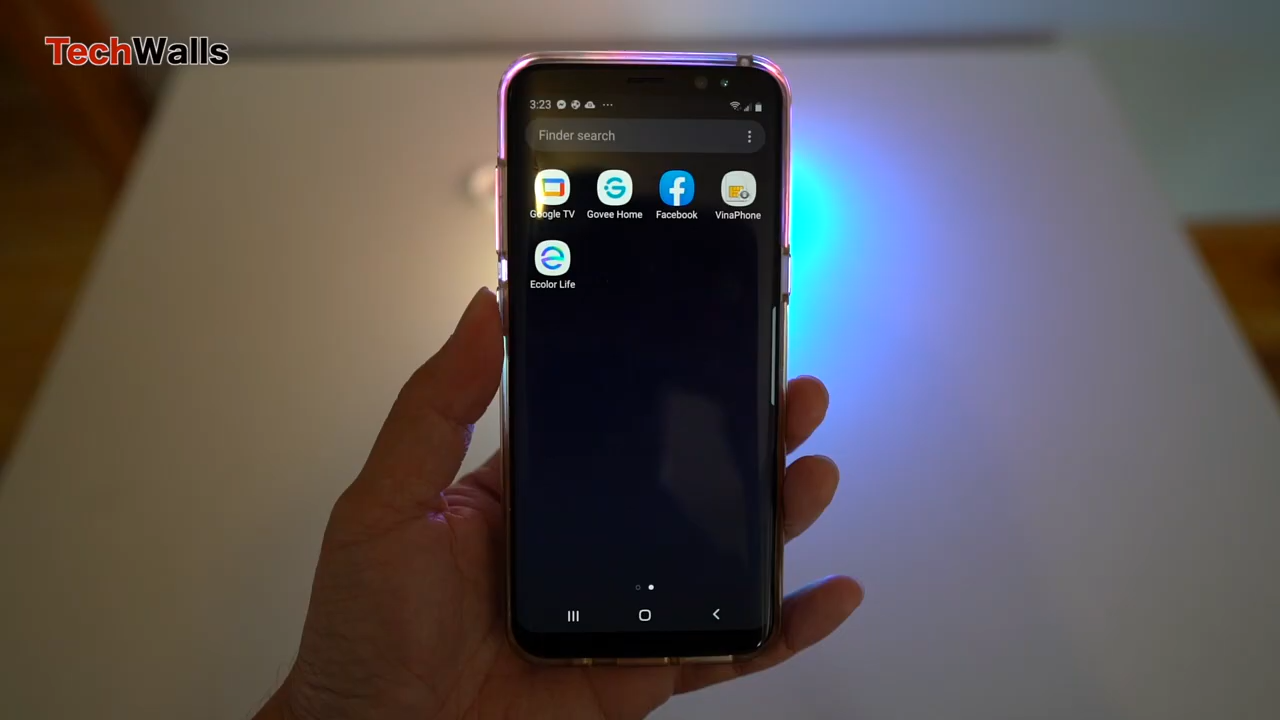 TechWalls
3:23
Finder search
Google TV
Govee Home
Facebook
VinaPhone
Ecolor Life